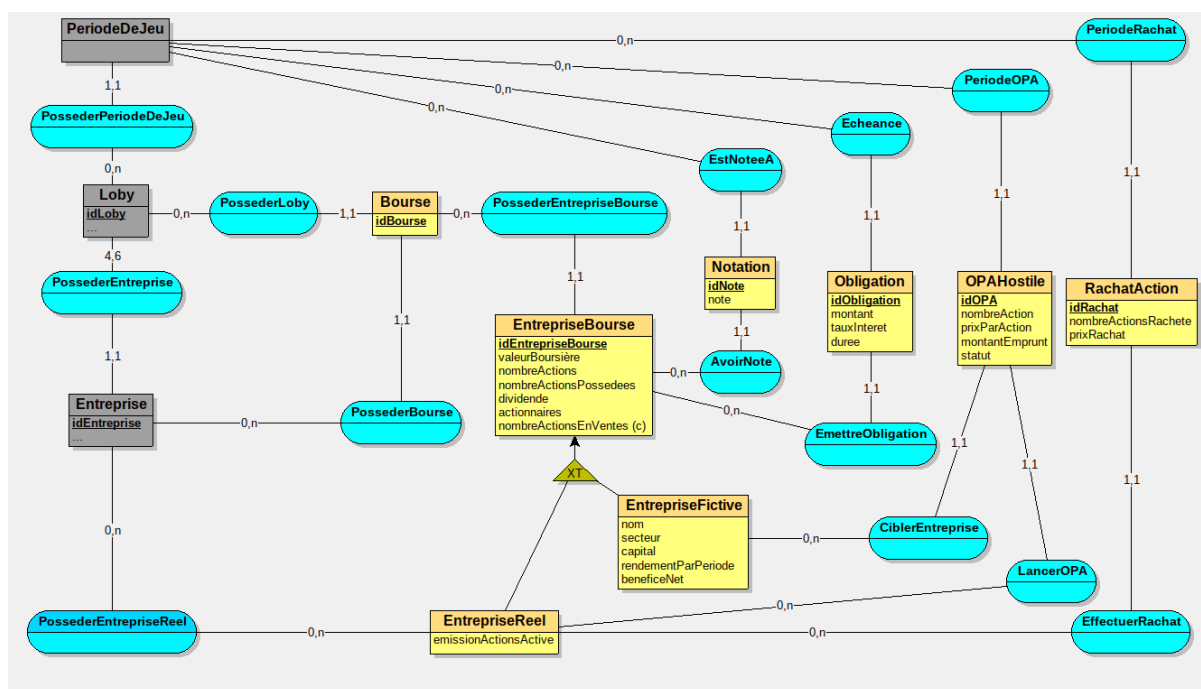 PeriodeDeJeu
0,n
PeriodeRachat
0,n
PeriodeOPA
1,1
0,n
0,n
PossederPeriodeDeJeu
Echeance
EstNoteeA
0,n
1,1
1,1
1,1
Loby
idLoby
...
0,n
PossederLoby
1,1
Bourse
idBourse
0,n
PossederEntrepriseBourse
1,1
4,6
PossederEntreprise
1,1
Notation
idNote
note
Obligation
idObligation
montant
tauxInteret
duree
OPAHostile
idOPA
nombreAction
prixParAction
montantEmprunt
statut
RachatAction
idRachat
nombreActionsRachete
prixRachat
1,1
EntrepriseBourse
idEntrepriseBourse
valeurBoursière
nombreActions
nombreActionsPossedees
dividende
actionnaires
nombreActionsEnVentes (c)
1,1
1,1
0,n
AvoirNote
Entreprise
idEntreprise
...
0,n
PossederBourse
0,n
1,1
EmettreObligation
1,1
1,1
1,1
XT
EntrepriseFictive
nom
secteur
capital
rendementParPeriode
beneficeNet
0,n
CiblerEntreprise
0,n
LancerOPA
0,n
PossederEntrepriseReel
0,n
EntrepriseReel
emissionActionsActive
0,n
EffectuerRachat